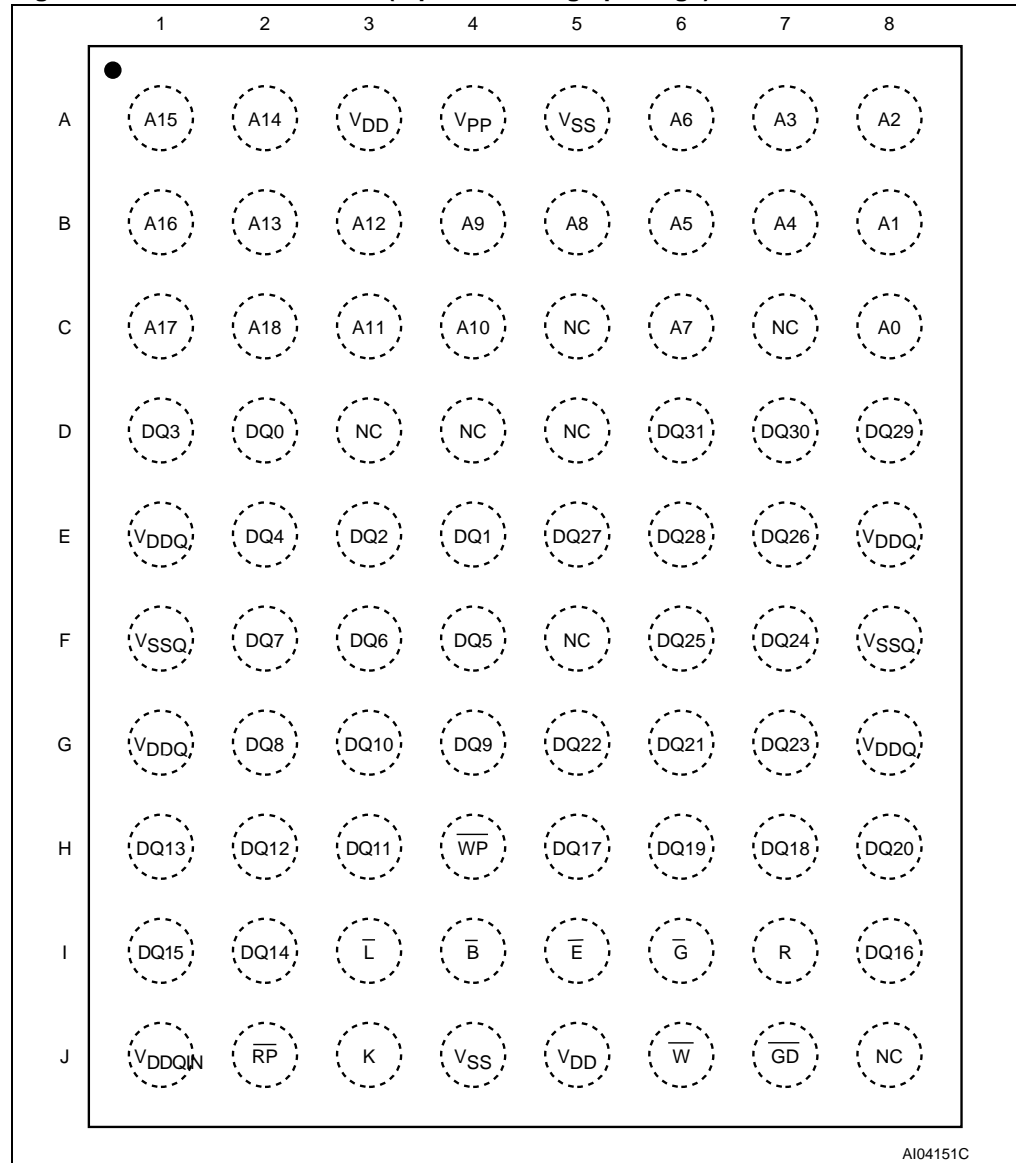 1 2 3 4 5 6 7 8
A A15 A14 VDD VPP VSS A6 A3 A2
B A16 A13 A12 A9 A8 A5 A4 A1
C A17 A18 A11 A10 NC A7 NC A0
D DQ3 DQ0 NC NC NC DQ31 DQ30 DQ29
E VDDQ DQ4 DQ2 DQ1 DQ27 DQ28 DQ26 VDDQ
F VSSQ DQ7 DQ6 DQ5 NC DQ25 DQ24 VSSQ
G VDDQ DQ8 DQ10 DQ9 DQ22 DQ21 DQ23 VDDQ
H DQ13 DQ12 DQ11 W̅P̅ DQ17 DQ19 DQ18 DQ20
I DQ15 DQ14 L̅ B̅ E̅ G̅ R DQ16
J VDDQIN R̅P̅ K VSS VDD W̅ G̅D̅ NC
AI04151C